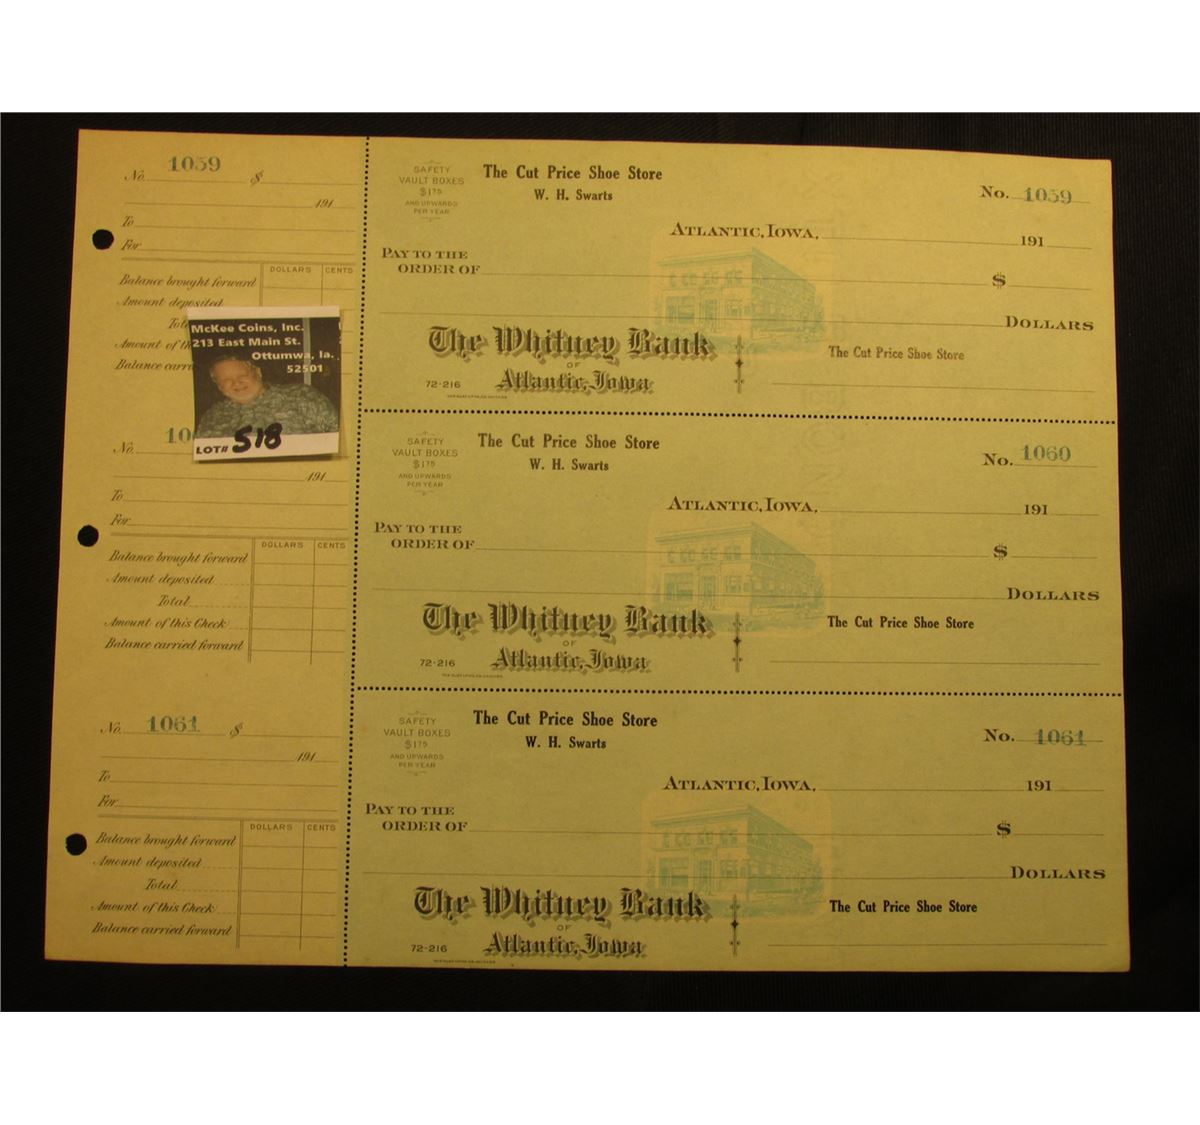 No. 1059 $
191
To
For
DOLLARS CENTS
Balance brought forward
Amount deposited
Balance
McKee Coins, Inc.
213 East Main St.
Ottumwa, Ia.
52501
LOT# 518
SAFETY
VAULT BOXES
$1.75
AND UPWARDS
PER YEAR
The Cut Price Shoe Store
W. H. Swarts
No. 1059
ATLANTIC, IOWA, 191
PAY TO THE
ORDER OF $
DOLLARS
The Whitney Bank
OF
Atlantic, Iowa
72-216
The Cut Price Shoe Store
No. 10
191
To
For
DOLLARS CENTS
Balance brought forward
Amount deposited
Total
Amount of this Check
Balance carried forward
SAFETY
VAULT BOXES
$1.75
AND UPWARDS
PER YEAR
The Cut Price Shoe Store
W. H. Swarts
No. 1060
ATLANTIC, IOWA, 191
PAY TO THE
ORDER OF $
DOLLARS
The Whitney Bank
OF
Atlantic, Iowa
72-216
The Cut Price Shoe Store
No. 1061 $
191
To
For
DOLLARS CENTS
Balance brought forward
Amount deposited
Total
Amount of this Check
Balance carried forward
SAFETY
VAULT BOXES
$1.75
AND UPWARDS
PER YEAR
The Cut Price Shoe Store
W. H. Swarts
No. 1061
ATLANTIC, IOWA, 191
PAY TO THE
ORDER OF $
DOLLARS
The Whitney Bank
OF
Atlantic, Iowa
72-216
The Cut Price Shoe Store